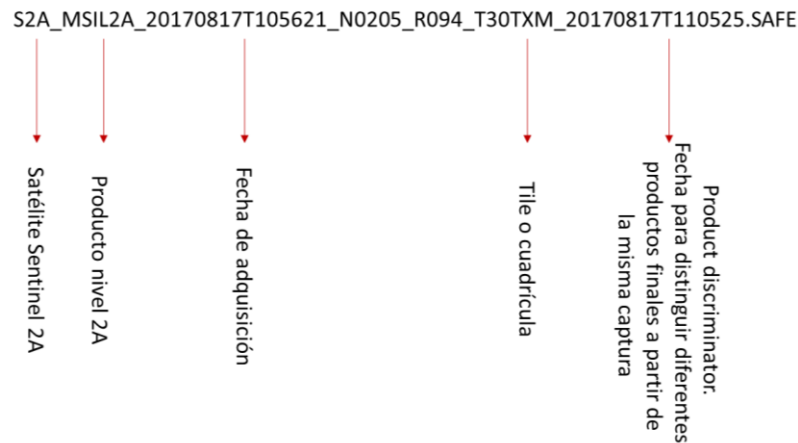 S2A_MSIL2A_20170817T105621_N0205_R094_T30TXM_20170817T110525.SAFE
Satélite Sentinel 2A
Producto nivel 2A
Fecha de adquisición
Tile o cuadrícula
Product discriminator.
Fecha para distinguir diferentes
productos finales a partir de
la misma captura